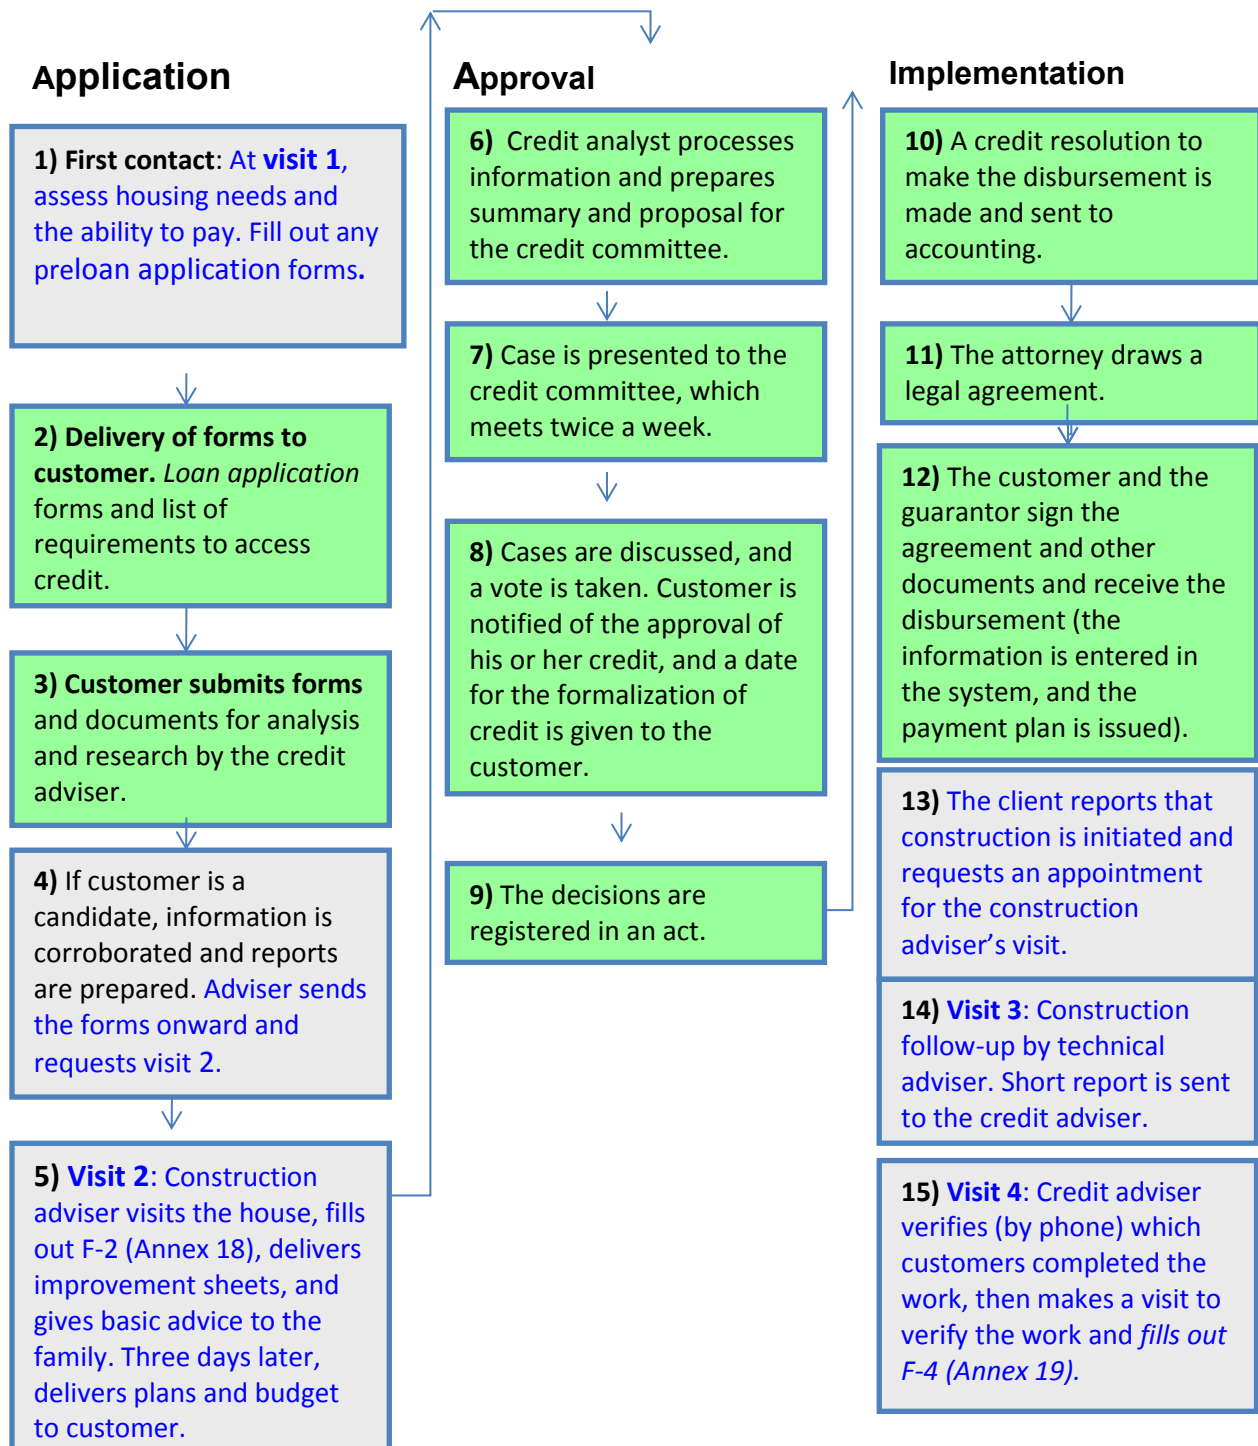 Application
1) First contact: At visit 1,
assess housing needs and
the ability to pay. Fill out any
preloan application forms.
2) Delivery of forms to
customer. Loan application
forms and list of
requirements to access
credit.
3) Customer submits forms
and documents for analysis
and research by the credit
adviser.
4) If customer is a
candidate, information is
corroborated and reports
are prepared. Adviser sends
the forms onward and
requests visit 2.
5) Visit 2: Construction
adviser visits the house, fills
out F-2 (Annex 18), delivers
improvement sheets, and
gives basic advice to the
family. Three days later,
delivers plans and budget
to customer.
Approval
6) Credit analyst processes
information and prepares
summary and proposal for
the credit committee.
7) Case is presented to the
credit committee, which
meets twice a week.
8) Cases are discussed, and
a vote is taken. Customer is
notified of the approval of
his or her credit, and a date
for the formalization of
credit is given to the
customer.
9) The decisions are
registered in an act.
Implementation
10) A credit resolution to
make the disbursement is
made and sent to
accounting.
11) The attorney draws a
legal agreement.
12) The customer and the
guarantor sign the
agreement and other
documents and receive the
disbursement (the
information is entered in
the system, and the
payment plan is issued).
13) The client reports that
construction is initiated and
requests an appointment
for the construction
adviser’s visit.
14) Visit 3: Construction
follow-up by technical
adviser. Short report is sent
to the credit adviser.
15) Visit 4: Credit adviser
verifies (by phone) which
customers completed the
work, then makes a visit to
verify the work and fills out
F-4 (Annex 19).